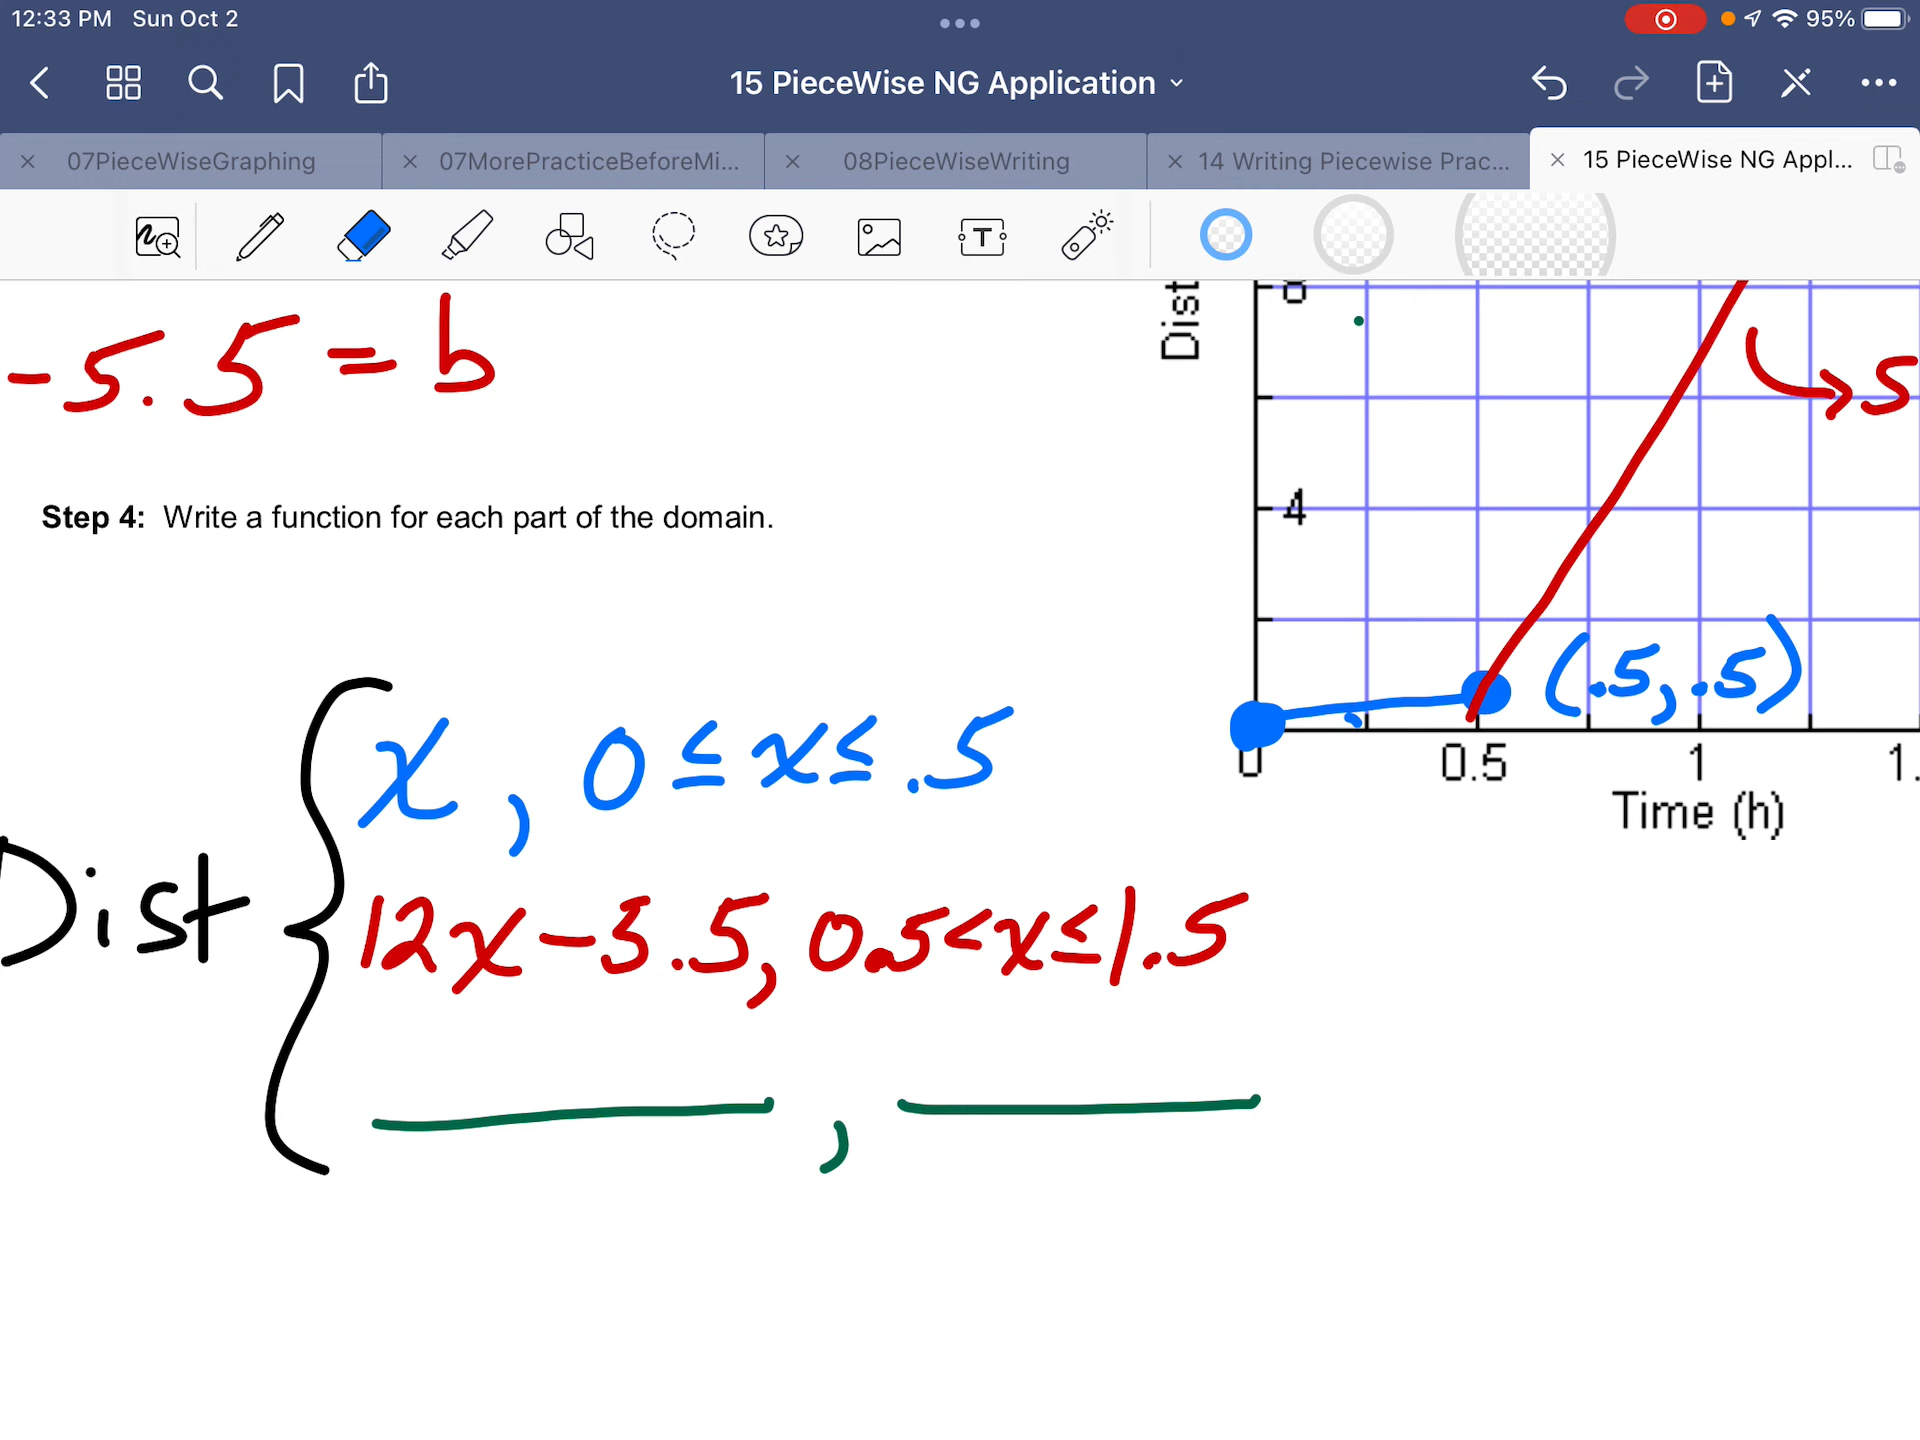 12:33 PM Sun Oct 2
95%
15 PieceWise NG Application
07PieceWiseGraphing
07MorePracticeBeforeMi...
08PieceWiseWriting
14 Writing Piecewise Prac...
15 PieceWise NG Appl...
T
-5.5 = b
Step 4: Write a function for each part of the domain.
Dist
x, 0 ≤ x ≤ .5
12x - 5.5, 0.5 < x ≤ 1.5
Dist
4
→ 5
(.5, .5)
0 0.5 1 1.
Time (h)